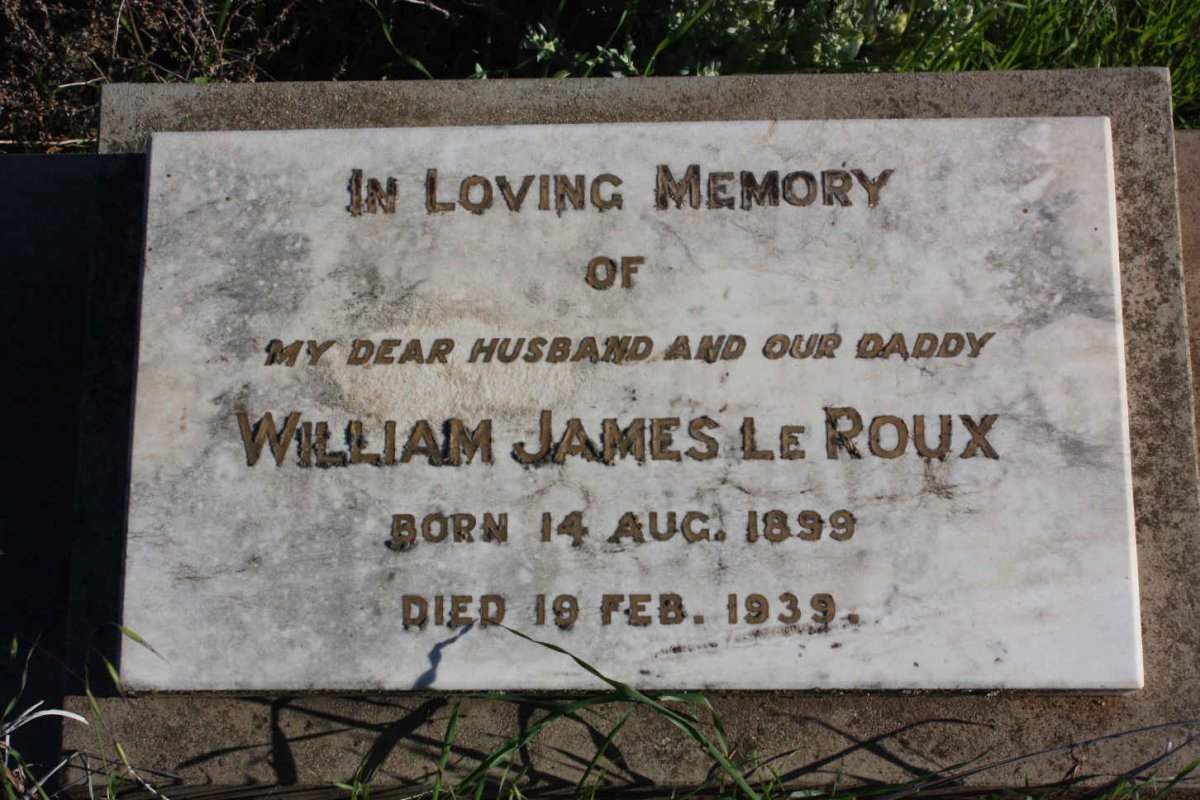 IN LOVING MEMORY
OF
MY DEAR HUSBAND AND OUR DADDY
WILLIAM JAMES LE ROUX
BORN 14 AUG. 1899
DIED 19 FEB. 1939.